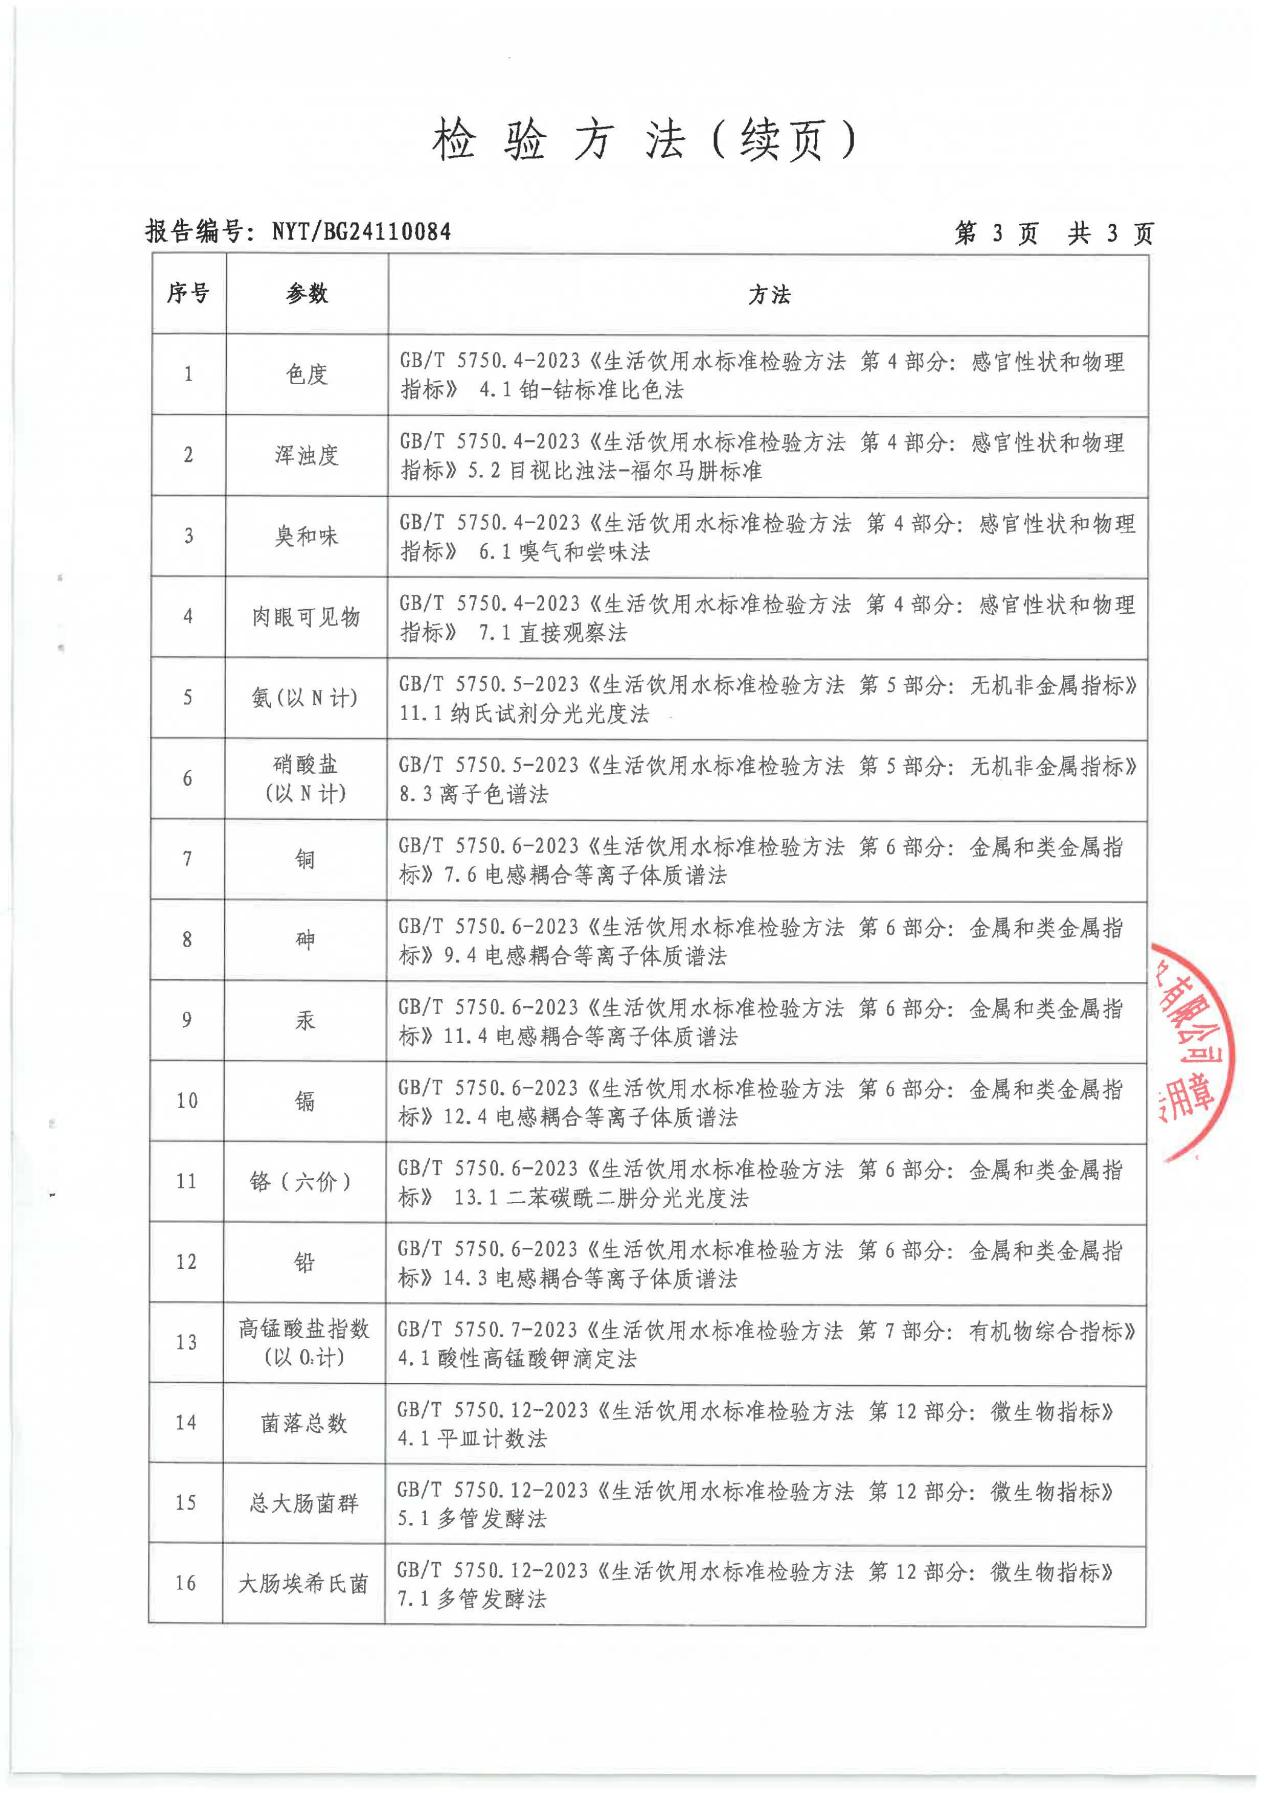 检验方法(续页)
报告编号: NYT/BG24110084 第 3 页 共 3 页
序号 参数 方法
1 色度 GB/T 5750.4-2023《生活饮用水标准检验方法 第 4 部分: 感官性状和物理
指标》 4.1 铂-钴标准比色法
2 浑浊度 GB/T 5750.4-2023《生活饮用水标准检验方法 第 4 部分: 感官性状和物理
指标》5.2 目视比浊法-福尔马肼标准
3 臭和味 GB/T 5750.4-2023《生活饮用水标准检验方法 第 4 部分: 感官性状和物理
指标》 6.1 嗅气和尝味法
4 肉眼可见物 GB/T 5750.4-2023《生活饮用水标准检验方法 第 4 部分: 感官性状和物理
指标》 7.1 直接观察法
5 氨(以 N 计) GB/T 5750.5-2023《生活饮用水标准检验方法 第 5 部分: 无机非金属指标》
11.1 纳氏试剂分光光度法
6 硝酸盐 GB/T 5750.5-2023《生活饮用水标准检验方法 第 5 部分: 无机非金属指标》
(以 N 计) 8.3 离子色谱法
7 铜 GB/T 5750.6-2023《生活饮用水标准检验方法 第 6 部分: 金属和类金属指
标》7.6 电感耦合等离子体质谱法
8 砷 GB/T 5750.6-2023《生活饮用水标准检验方法 第 6 部分: 金属和类金属指
标》9.4 电感耦合等离子体质谱法
9 汞 GB/T 5750.6-2023《生活饮用水标准检验方法 第 6 部分: 金属和类金属指
标》11.4 电感耦合等离子体质谱法
10 镉 GB/T 5750.6-2023《生活饮用水标准检验方法 第 6 部分: 金属和类金属指
标》12.4 电感耦合等离子体质谱法
11 铬（六价） GB/T 5750.6-2023《生活饮用水标准检验方法 第 6 部分: 金属和类金属指
标》 13.1 二苯碳酰二肼分光光度法
12 铅 GB/T 5750.6-2023《生活饮用水标准检验方法 第 6 部分: 金属和类金属指
标》14.3 电感耦合等离子体质谱法
13 高锰酸盐指数 GB/T 5750.7-2023《生活饮用水标准检验方法 第 7 部分: 有机物综合指标》
(以 O₂计) 4.1 酸性高锰酸钾滴定法
14 菌落总数 GB/T 5750.12-2023《生活饮用水标准检验方法 第 12 部分: 微生物指标》
4.1 平皿计数法
15 总大肠菌群 GB/T 5750.12-2023《生活饮用水标准检验方法 第 12 部分: 微生物指标》
5.1 多管发酵法
16 大肠埃希氏菌 GB/T 5750.12-2023《生活饮用水标准检验方法 第 12 部分: 微生物指标》
7.1 多管发酵法
有限公司
用章